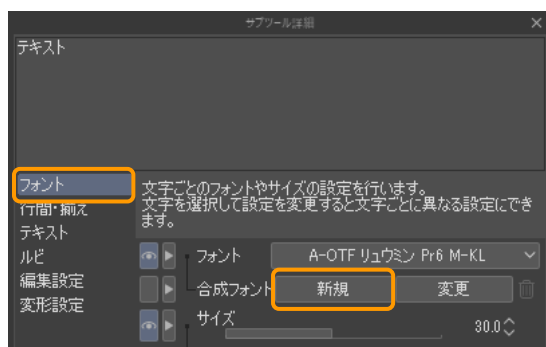 サブツール詳細
テキスト
フォント
行間・揃え
テキスト
ルビ
編集設定
変形設定
文字ごとのフォントやサイズの設定を行います。
文字を選択して設定を変更すると文字ごとに異なる設定にでき
ます。
フォント A-OTF リュウミン Pr6 M-KL
合成フォント 新規 変更
サイズ 30.0